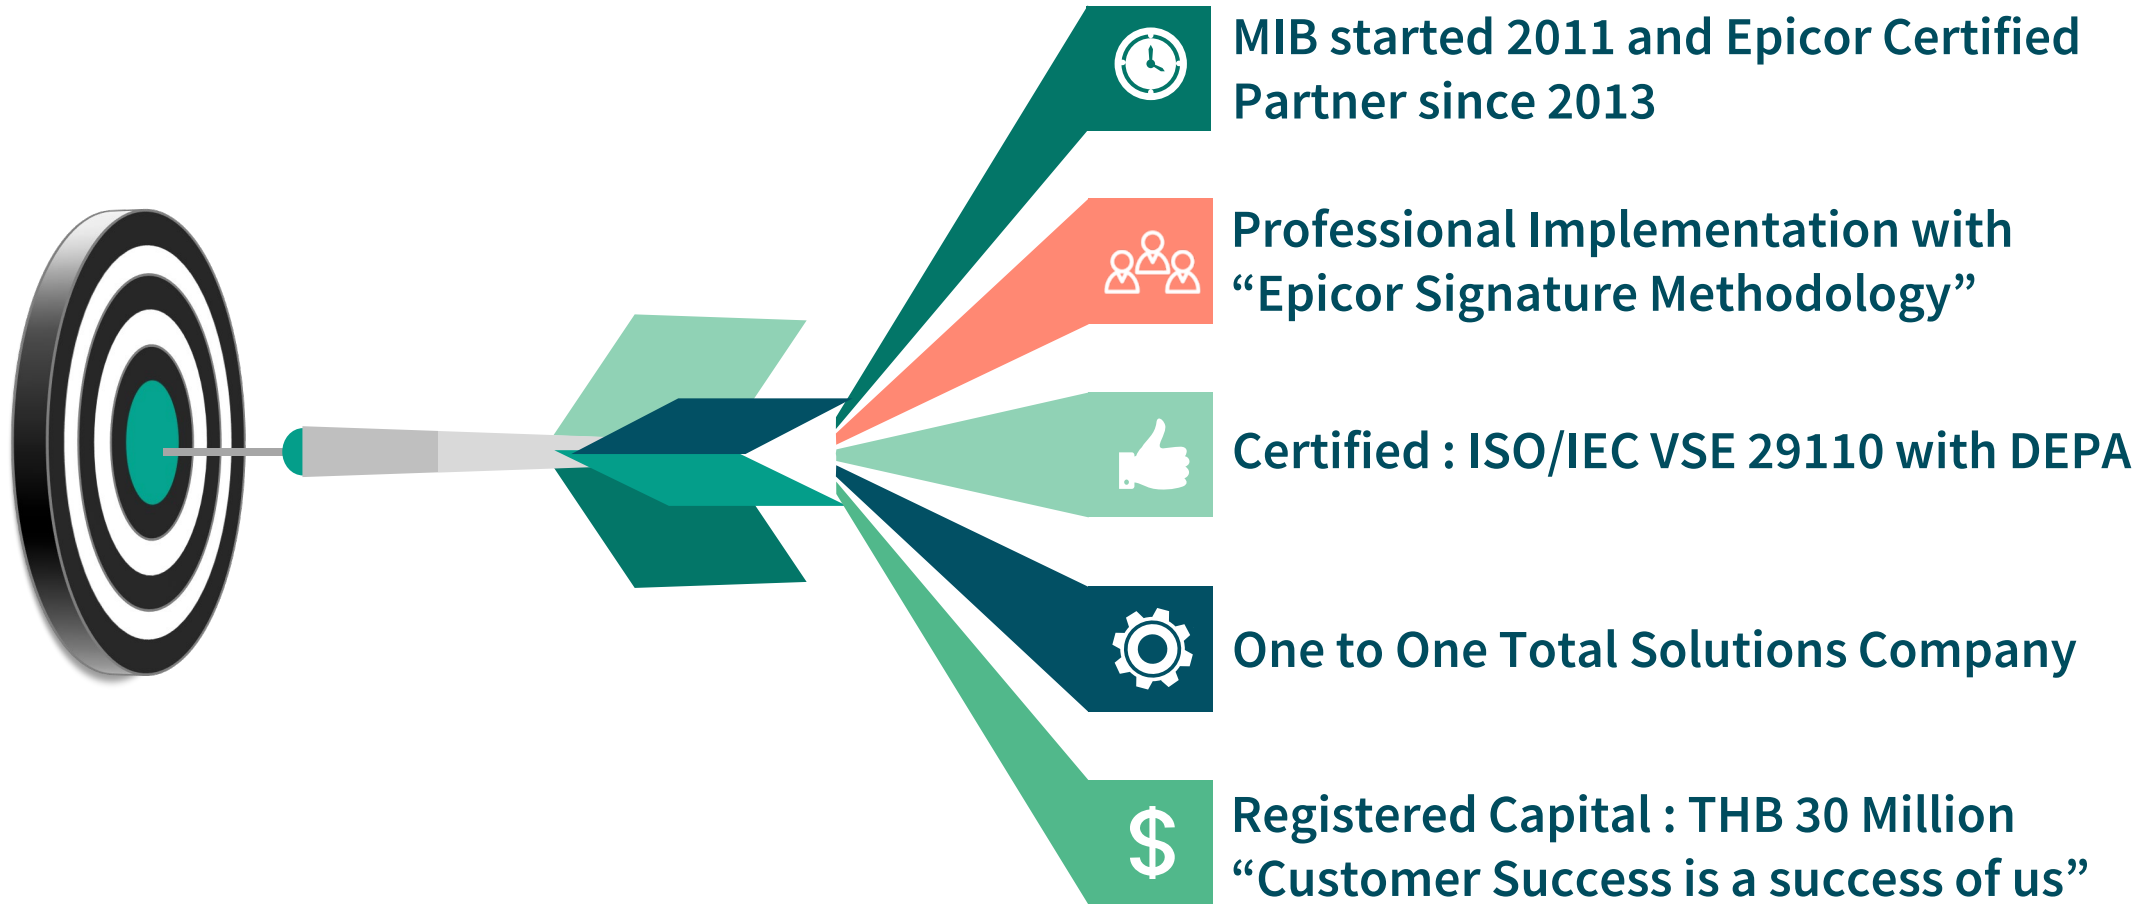 MIB started 2011 and Epicor Certified
Partner since 2013
Professional Implementation with
“Epicor Signature Methodology”
Certified : ISO/IEC VSE 29110 with DEPA
One to One Total Solutions Company
$
Registered Capital : THB 30 Million
“Customer Success is a success of us”